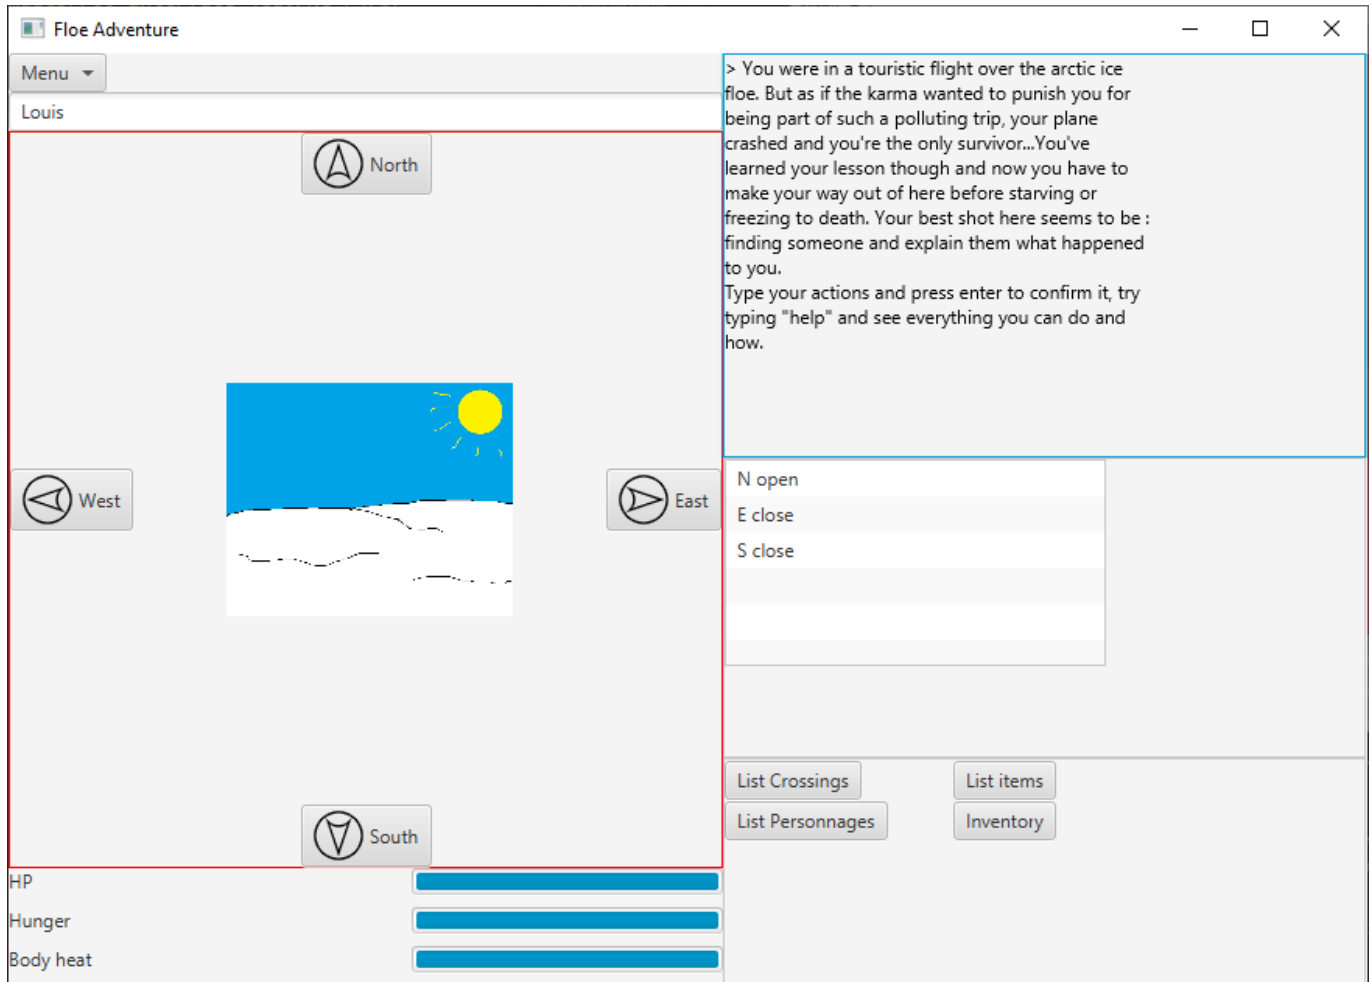 Floe Adventure
Menu
Louis
North
West
East
South
HP
Hunger
Body heat
> You were in a touristic flight over the arctic ice
floe. But as if the karma wanted to punish you for
being part of such a polluting trip, your plane
crashed and you're the only survivor...You've
learned your lesson though and now you have to
make your way out of here before starving or
freezing to death. Your best shot here seems to be :
finding someone and explain them what happened
to you.
Type your actions and press enter to confirm it, try
typing "help" and see everything you can do and
how.
N open
E close
S close
List Crossings
List items
List Personnages
Inventory